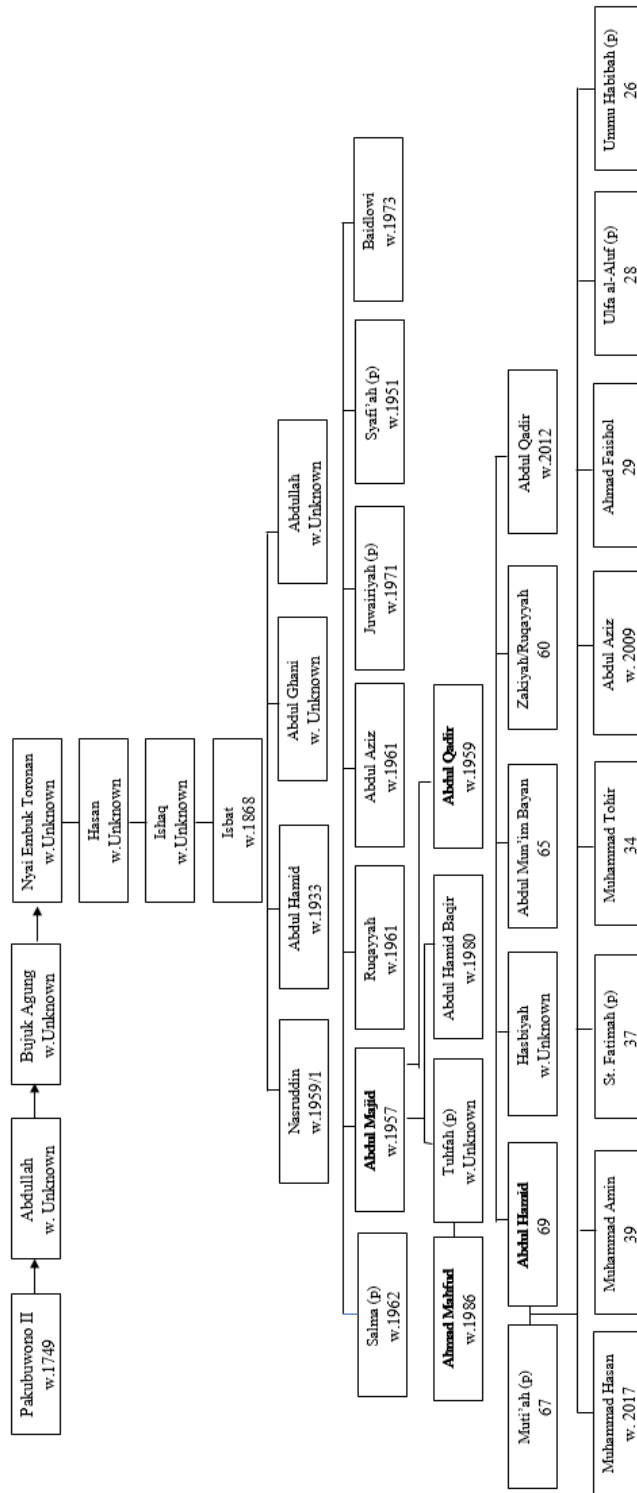 Pakubuwono II
w.1749
Abdullah
w. Unknown
Bujuk Agung
w.Unknown
Nyai Embuk Toronan
w.Unknown
Hasan
w.Unknown
Ishaq
w.Unknown
Isbat
w.1868
Nasruddin
w.1959/1
Abdul Hamid
w.1933
Abdul Ghani
w. Unknown
Abdullah
w.Unknown
Salma (p)
w.1962
Abdul Majid
w.1957
Ruqayyah
w.1961
Abdul Aziz
w.1961
Juwairiyah (p)
w.1971
Syafi’ah (p)
w.1951
Baidlowi
w.1973
Ahmad Mahfud
w.1986
Tuhfah (p)
w.Unknown
Abdul Hamid Baqir
w.1980
Abdul Qadir
w.1959
Muti’ah (p)
67
Abdul Hamid
69
Hasbiyah
w.Unknown
Abdul Mun’im Bayan
65
Zakiyah/Ruqayyah
60
Abdul Qadir
w.2012
Muhammad Hasan
w. 2017
Muhammad Amin
39
St. Fatimah (p)
37
Muhammad Tohir
34
Abdul Aziz
w. 2009
Ahmad Faishol
29
Ulfa al-Aluf (p)
28
Ummu Habibah (p)
26